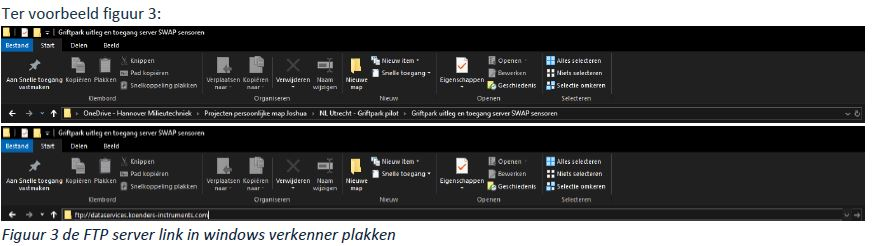 Ter voorbeeld figuur 3:
Griftpark uitleg en toegang server SWAP sensoren
Bestand Start Delen Beeld
Aan Snelle toegang vastmaken Kopiëren Plakken Knippen Pad kopiëren Snelkoppeling plakken Verplaatsen naar Kopiëren naar Verwijderen Naam wijzigen Nieuwe map Nieuw item Snelle toegang Eigenschappen Openen Bewerken Geschiedenis Alles selecteren Niets selecteren Selectie omkeren
Klembord Organiseren Nieuw Openen Selecteren
OneDrive - Hannover Milieutechniek > Projecten persoonlijke map Joshua > NL Utrecht - Griftpark pilot > Griftpark uitleg en toegang server SWAP sensoren
Griftpark uitleg en toegang server SWAP sensoren
Bestand Start Delen Beeld
Aan Snelle toegang vastmaken Kopiëren Plakken Knippen Pad kopiëren Snelkoppeling plakken Verplaatsen naar Kopiëren naar Verwijderen Naam wijzigen Nieuwe map Nieuw item Snelle toegang Eigenschappen Openen Bewerken Geschiedenis Alles selecteren Niets selecteren Selectie omkeren
Klembord Organiseren Nieuw Openen Selecteren
ftp://dataservices.koenders-instruments.com
Figuur 3 de FTP server link in windows verkenner plakken